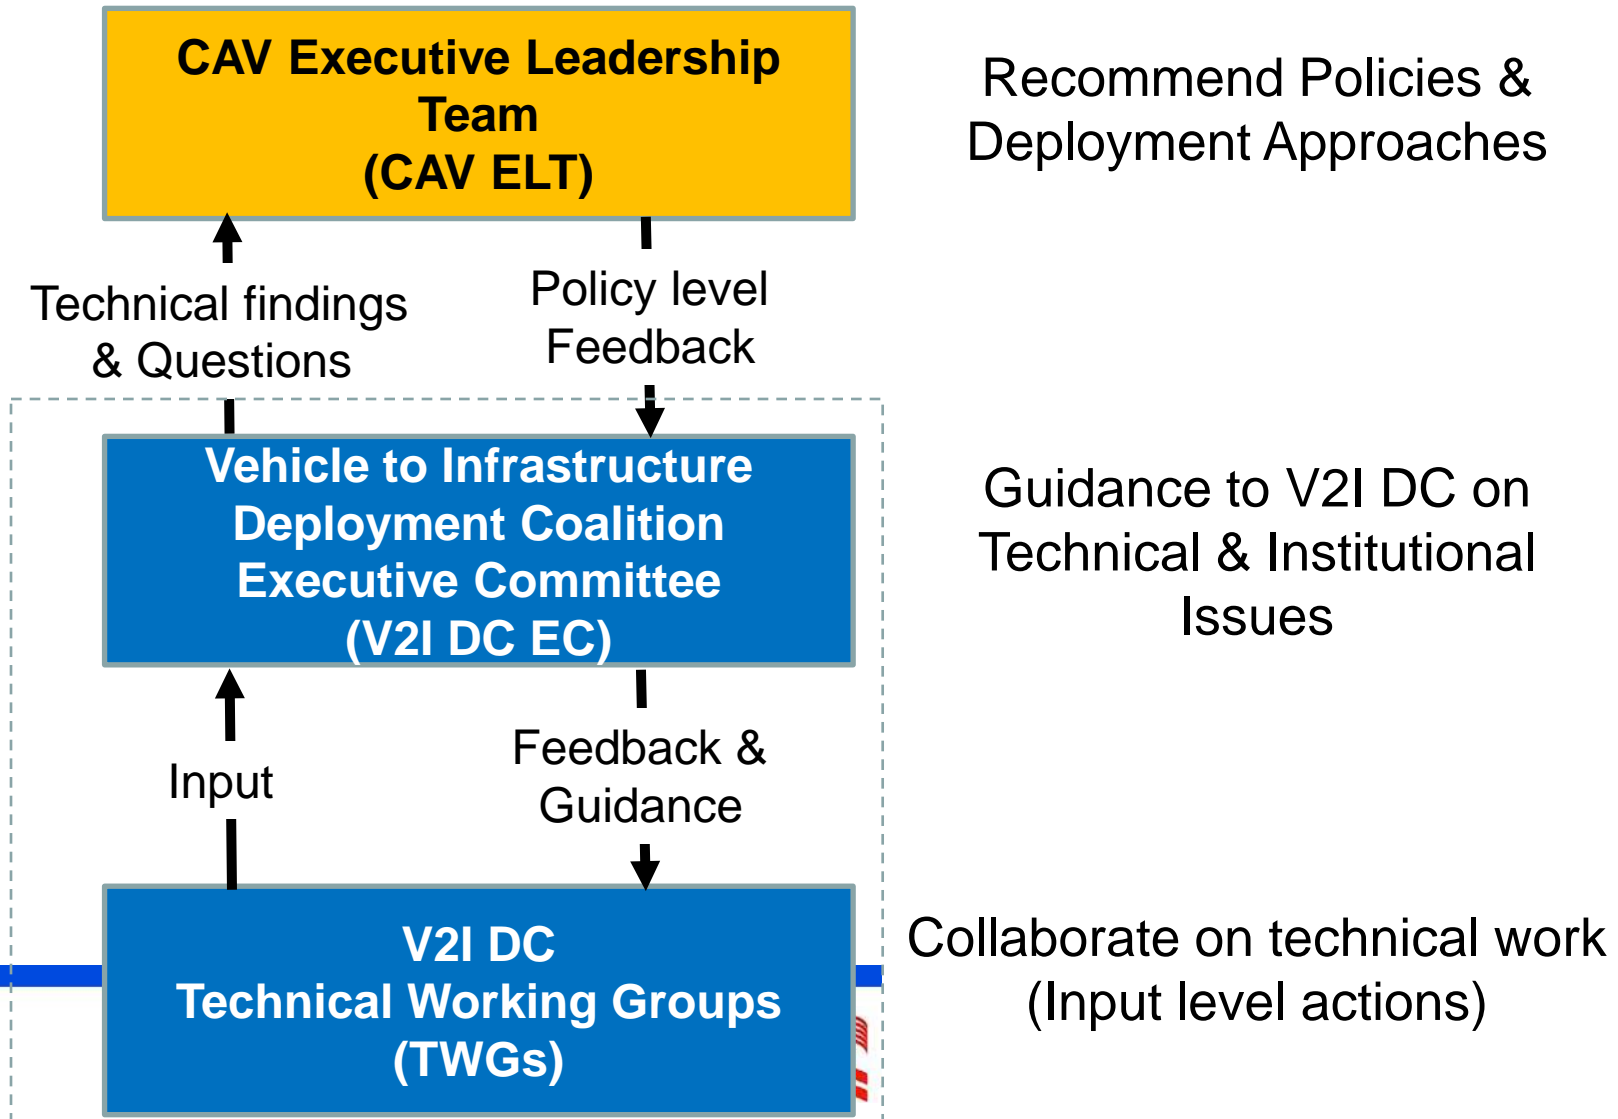 CAV Executive Leadership
Team
(CAV ELT)
Recommend Policies &
Deployment Approaches
Technical findings
& Questions
Policy level
Feedback
Vehicle to Infrastructure
Deployment Coalition
Executive Committee
(V2I DC EC)
Guidance to V2I DC on
Technical & Institutional
Issues
Input
Feedback &
Guidance
V2I DC
Technical Working Groups
(TWGs)
Collaborate on technical work
(Input level actions)